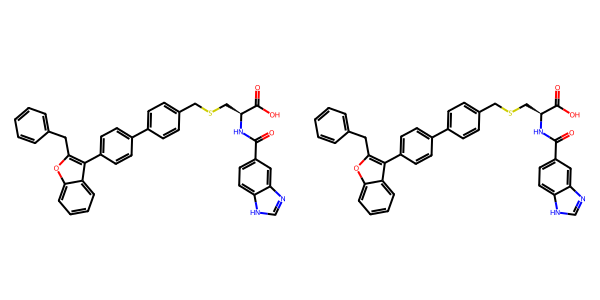 S O S O
OH OH
HN O HN O
O O
N N
HN HN